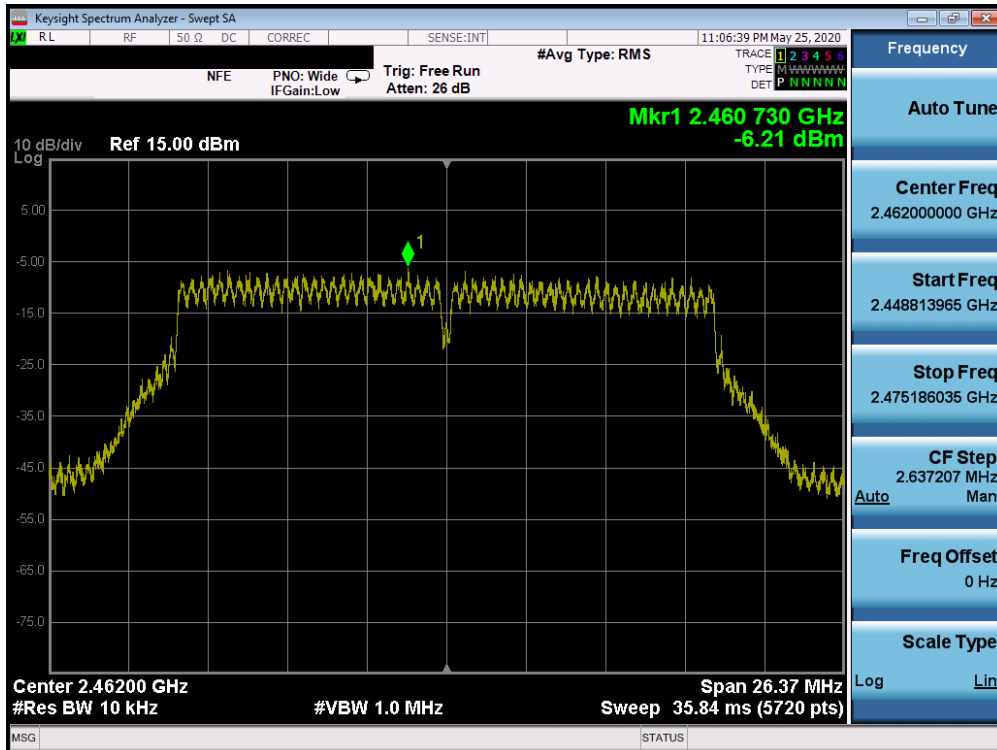 Keysight Spectrum Analyzer - Swept SA
LXI RL RF 50 Ω DC CORREC SENSE:INT 11:06:39 PM May 25, 2020
Frequency
#Avg Type: RMS
TRACE 1 2 3 4 5 6
TYPE M WWWWW
DET P N N N N N
NFE PNO: Wide Trig: Free Run
IFGain:Low Atten: 26 dB
Auto Tune
Mkr1 2.460 730 GHz
-6.21 dBm
10 dB/div Ref 15.00 dBm
Log
5.00
-5.00
-15.0
-25.0
-35.0
-45.0
-55.0
-65.0
-75.0
1
Center 2.46200 GHz Span 26.37 MHz
#Res BW 10 kHz #VBW 1.0 MHz Sweep 35.84 ms (5720 pts)
Center Freq
2.462000000 GHz
Start Freq
2.448813965 GHz
Stop Freq
2.475186035 GHz
CF Step
2.637207 MHz
Auto Man
Freq Offset
0 Hz
Scale Type
Log Lin
MSG STATUS